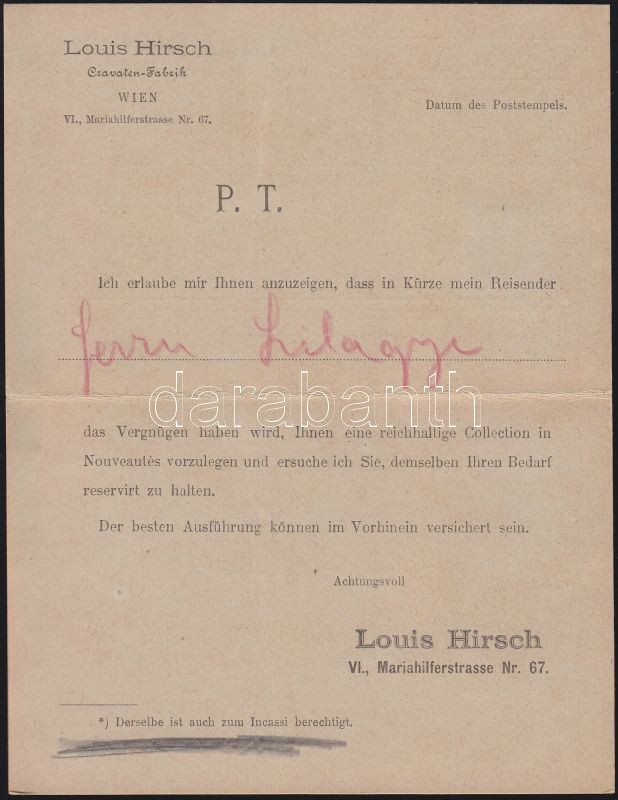 Louis Hirsch
Cravaten-Fabrik
WIEN
VI., Mariahilferstrasse Nr. 67.
Datum des Poststempels.
P. T.
Ich erlaube mir Ihnen anzuzeigen, dass in Kürze mein Reisender
Herrn
darabanth
das Vergnügen haben wird, Ihnen eine reichhaltige Collection in
Nouveautès vorzulegen und ersuche ich Sie, demselben Ihren Bedarf
reservirt zu halten.
Der besten Ausführung können im Vorhinein versichert sein.
Achtungsvoll
Louis Hirsch
VI., Mariahilferstrasse Nr. 67.
*) Derselbe ist auch zum Incassi berechtigt.